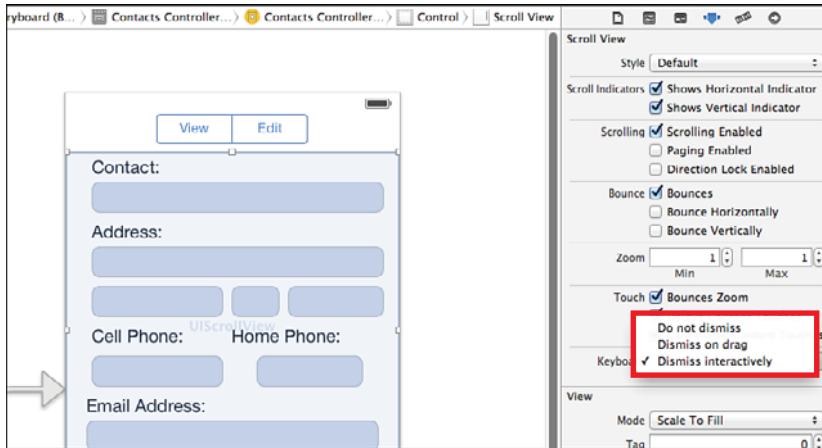 ryboard (B... Contacts Controller... Contacts Controller... Control Scroll View
Scroll View
Style Default
Scroll Indicators Shows Horizontal Indicator
Shows Vertical Indicator
Scrolling Scrolling Enabled
Paging Enabled
Direction Lock Enabled
Bounce Bounces
Bounce Horizontally
Bounce Vertically
Zoom 1 1
Min Max
Touch Bounces Zoom
Do not dismiss
Dismiss on drag
Keyboa ✓ Dismiss interactively
View
Mode Scale To Fill
Tag 0
View Edit
Contact:
Address:
UIScrollView
Cell Phone: Home Phone:
Email Address: